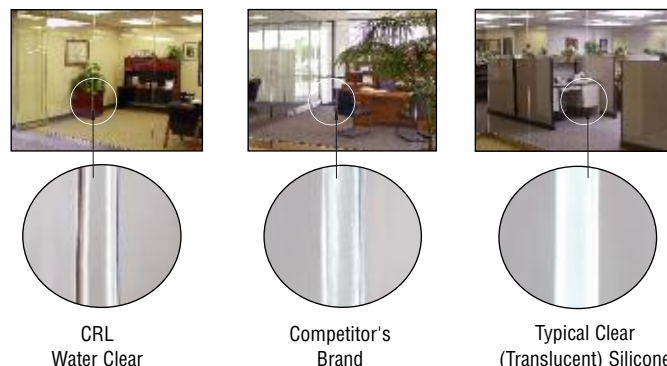 CRL
Water Clear
Competitor's
Brand
Typical Clear
(Translucent) Silicone